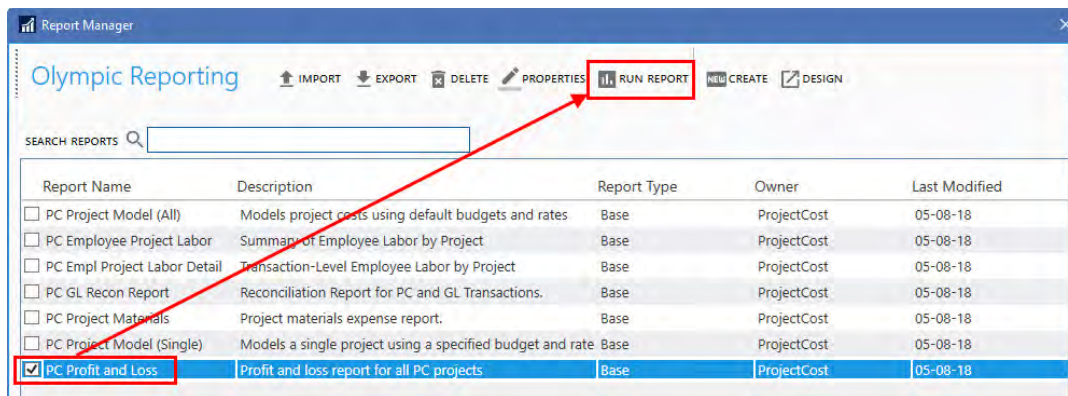 Report Manager
Olympic Reporting IMPORT EXPORT DELETE PROPERTIES RUN REPORT NEW CREATE DESIGN
SEARCH REPORTS
Report Name Description Report Type Owner Last Modified
PC Project Model (All) Models project costs using default budgets and rates Base ProjectCost 05-08-18
PC Employee Project Labor Summary of Employee Labor by Project Base ProjectCost 05-08-18
PC Empl Project Labor Detail Transaction-Level Employee Labor by Project Base ProjectCost 05-08-18
PC GL Recon Report Reconciliation Report for PC and GL Transactions. Base ProjectCost 05-08-18
PC Project Materials Project materials expense report. Base ProjectCost 05-08-18
PC Project Model (Single) Models a single project using a specified budget and rate Base ProjectCost 05-08-18
PC Profit and Loss Profit and loss report for all PC projects Base ProjectCost 05-08-18